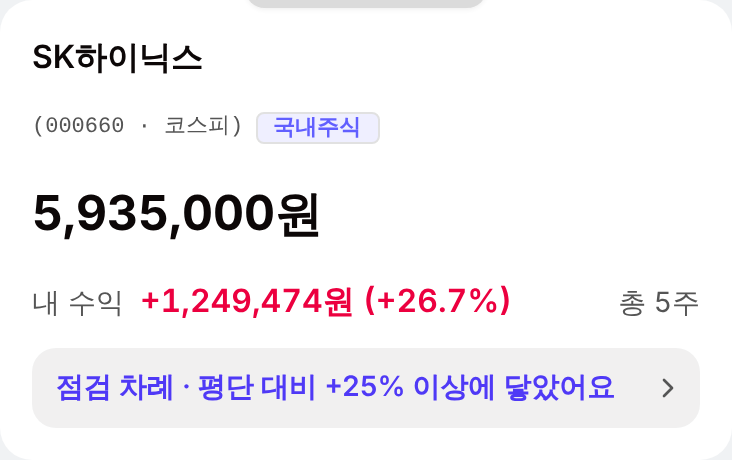 SK하이닉스
(000660 · 코스피) 국내주식
5,935,000원
내 수익 +1,249,474원 (+26.7%) 총 5주
점검 차례 · 평단 대비 +25% 이상에 닿았어요